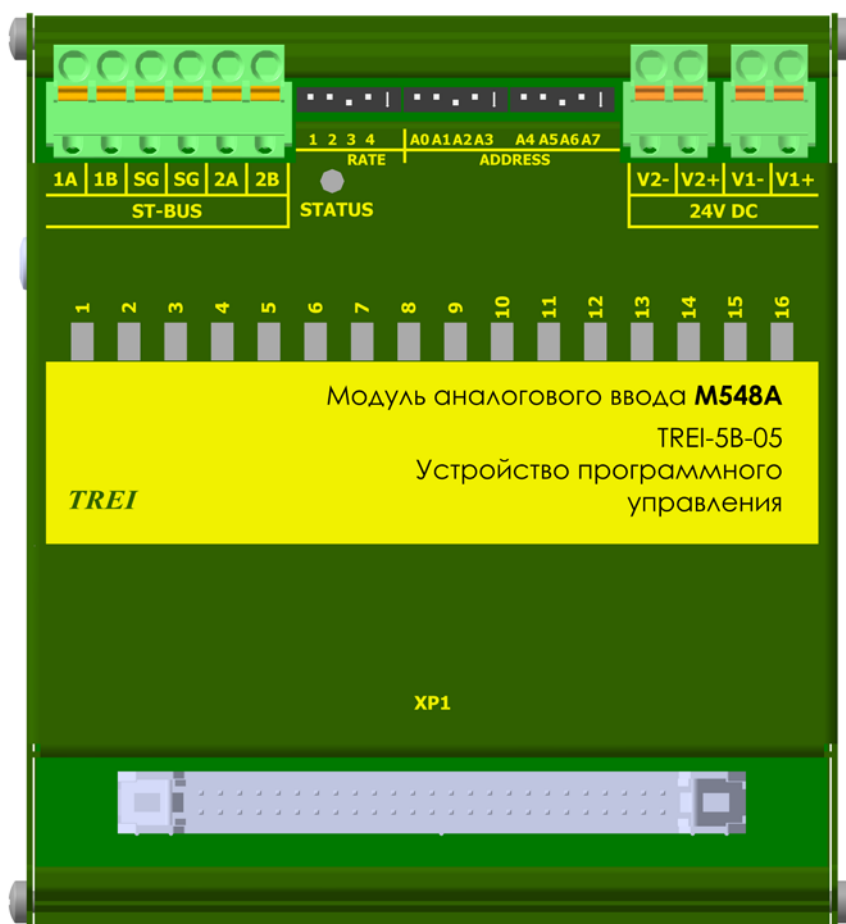 1 2 3 4 A0 A1 A2 A3 A4 A5 A6 A7
RATE ADDRESS
1A 1B SG SG 2A 2B V2- V2+ V1- V1+
ST-BUS STATUS 24V DC
1 2 3 4 5 6 7 8 9 10 11 12 13 14 15 16
Модуль аналогового ввода M548A
TREI-5B-05
Устройство программного
TREI
управления
XP1